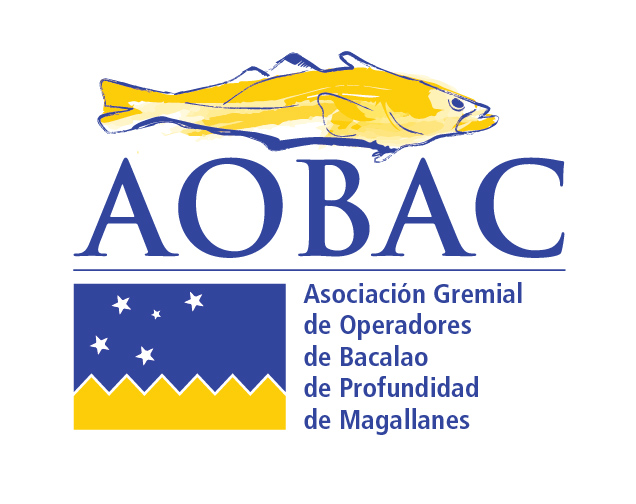 AOBAC
Asociación Gremial
de Operadores
de Bacalao
de Profundidad
de Magallanes